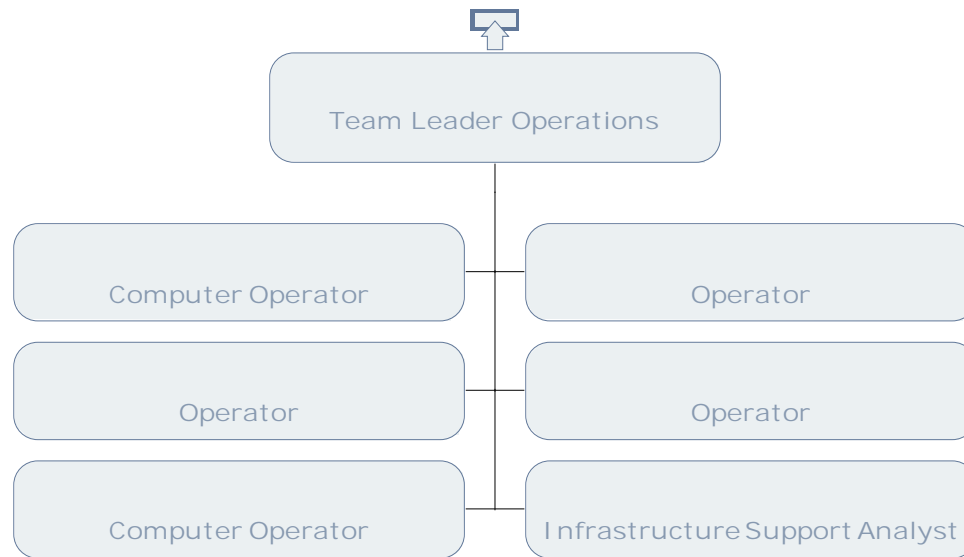 Team Leader Operations
Computer Operator
Operator
Operator
Operator
Computer Operator
Infrastructure Support Analyst